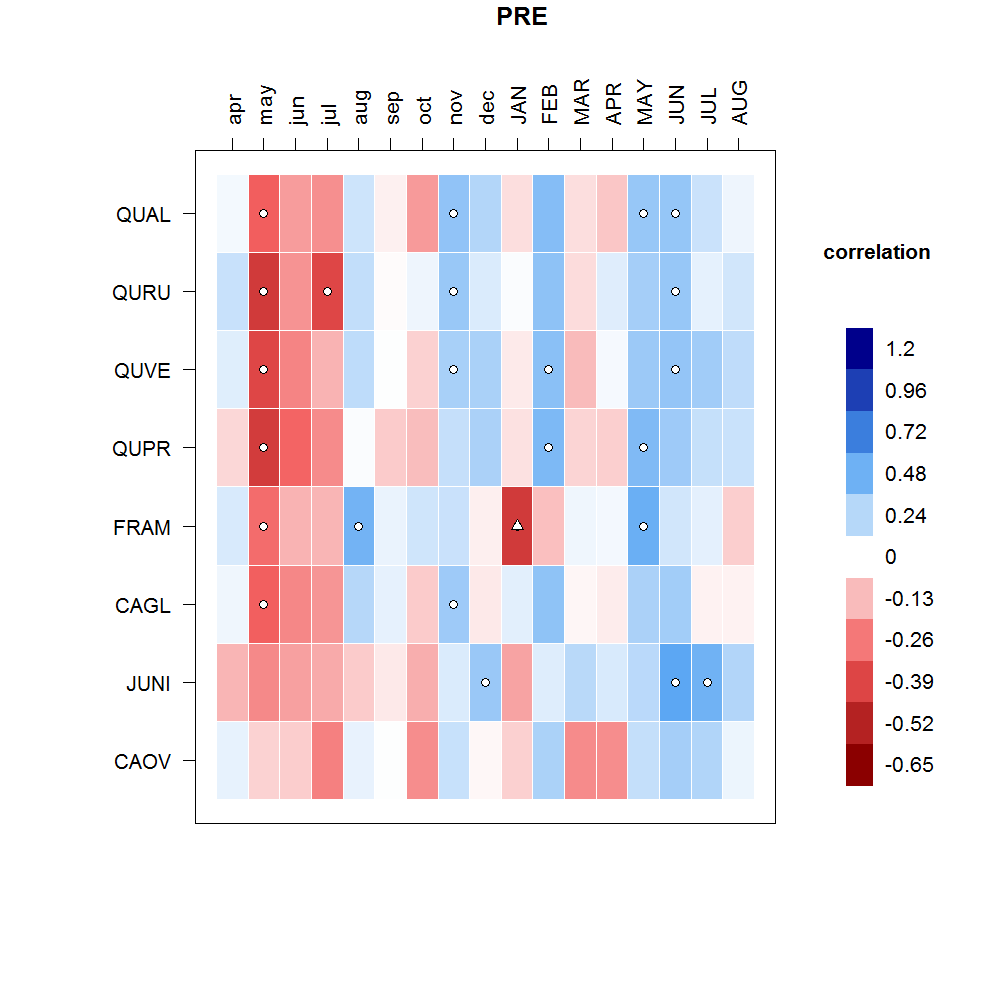 PRE
apr may jun jul aug sep oct nov dec JAN FEB MAR APR MAY JUN JUL AUG
QUAL
QURU
QUVE
QUPR
FRAM
CAGL
JUNI
CAOV
correlation
1.2
0.96
0.72
0.48
0.24
0
-0.13
-0.26
-0.39
-0.52
-0.65